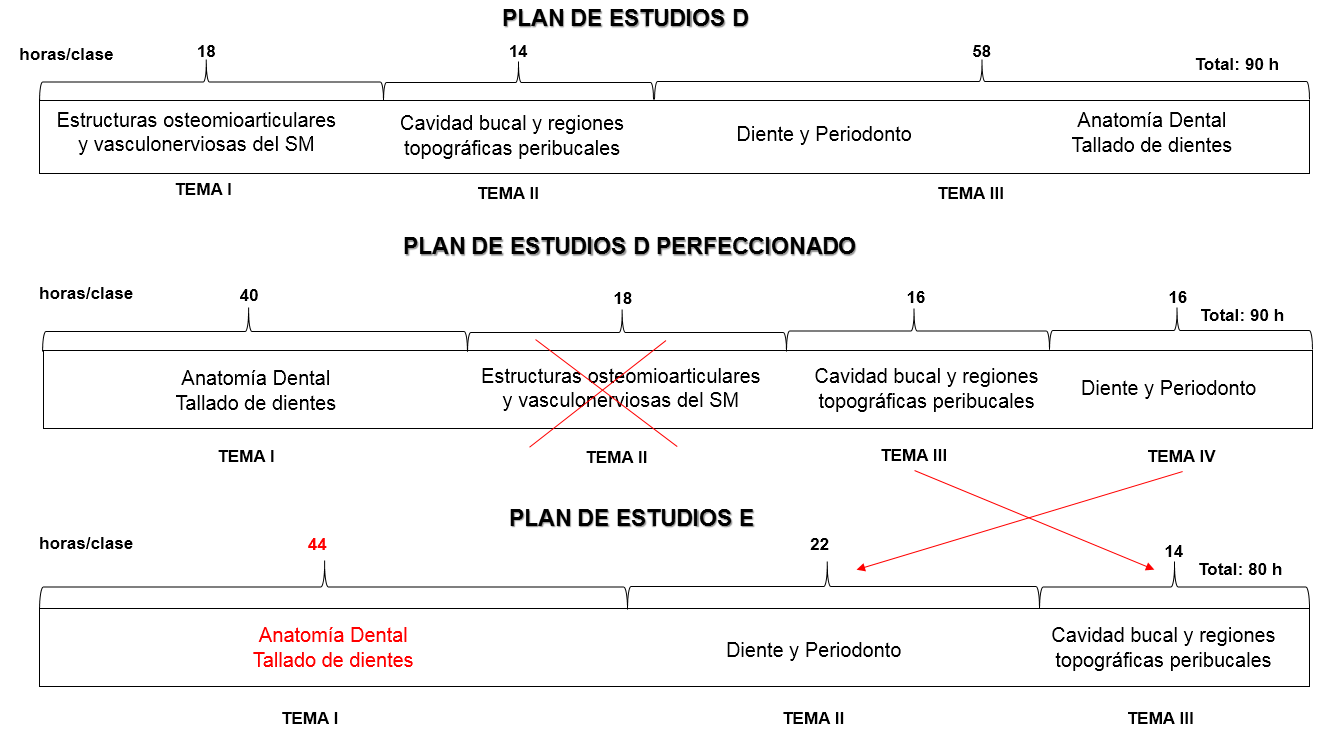 PLAN DE ESTUDIOS D
horas/clase
18
14
58
Total: 90 h
Estructuras osteomioarticulares
y vasculonerviosas del SM
Cavidad bucal y regiones
topográficas peribucales
Diente y Periodonto
Anatomía Dental
Tallado de dientes
TEMA I
TEMA II
TEMA III
PLAN DE ESTUDIOS D PERFECCIONADO
horas/clase
40
18
16
16
Total: 90 h
Anatomía Dental
Tallado de dientes
Estructuras osteomioarticulares
y vasculonerviosas del SM
Cavidad bucal y regiones
topográficas peribucales
Diente y Periodonto
TEMA I
TEMA II
TEMA III
TEMA IV
PLAN DE ESTUDIOS E
horas/clase
44
22
14
Total: 80 h
Anatomía Dental
Tallado de dientes
Diente y Periodonto
Cavidad bucal y regiones
topográficas peribucales
TEMA I
TEMA II
TEMA III